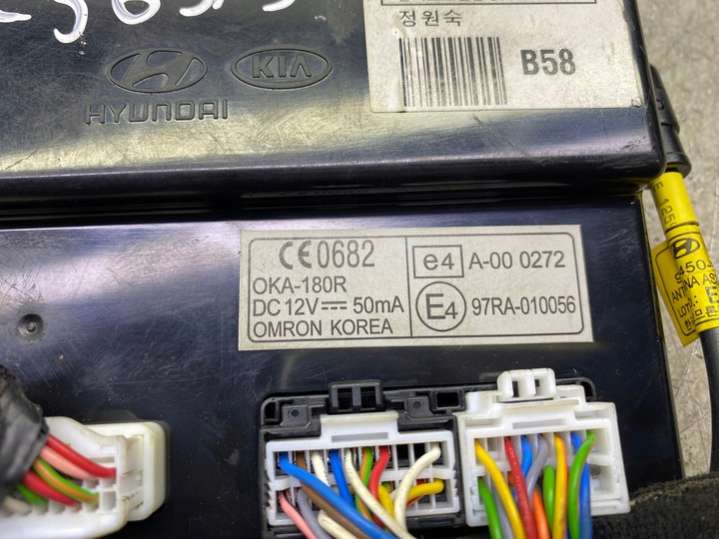 정원숙
B58
KIA
HYUNDAI
CE0682
OKA-180R
DC 12V 50mA
OMRON KOREA
e4 A-00 0272
E4 97RA-010056